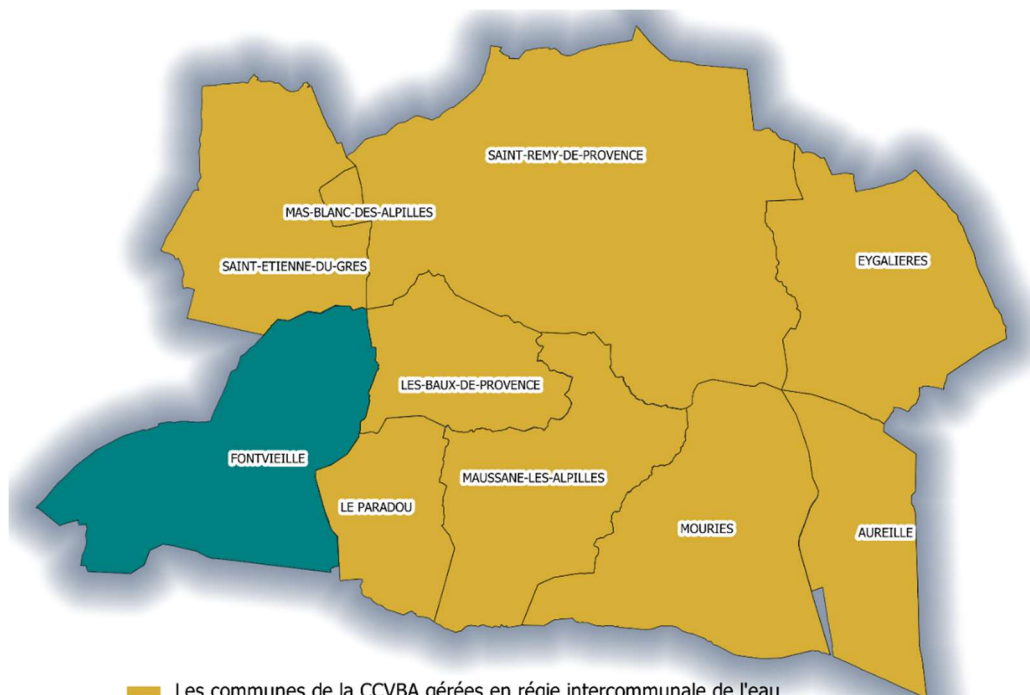 SAINT-REMY-DE-PROVENCE
MAS-BLANC-DES-ALPILLES
SAINT-ETIENNE-DU-GRES
EYGALIERES
LES-BAUX-DE-PROVENCE
FONTVIEILLE
MAUSSANE-LES-ALPILLES
LE PARADOU
MOURIES
AUREILLE
Les communes de la CCVBA gérées en régie intercommunale de l'eau